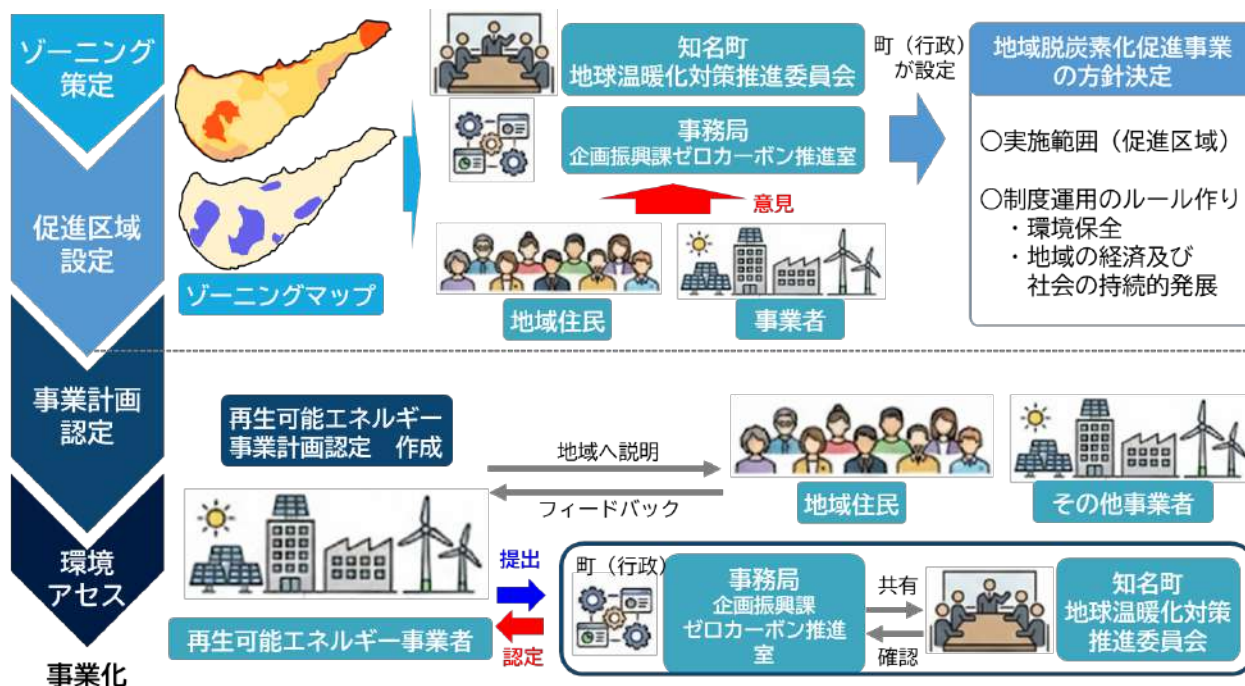 ゾーニング
策定
促進区域
設定
事業計画
認定
環境
アセス
事業化
ゾーニングマップ
知名町
地球温暖化対策推進委員会
事務局
企画振興課ゼロカーボン推進室
意見
地域住民
事業者
町（行政）
が設定
地域脱炭素化促進事業
の方針決定
○実施範囲（促進区域）
○制度運用のルール作り
・環境保全
・地域の経済及び
社会の持続的発展
再生可能エネルギー
事業計画認定　作成
地域へ説明
フィードバック
地域住民
その他事業者
再生可能エネルギー事業者
提出
認定
町（行政）
事務局
企画振興課
ゼロカーボン推進
室
共有
確認
知名町
地球温暖化対策
推進委員会